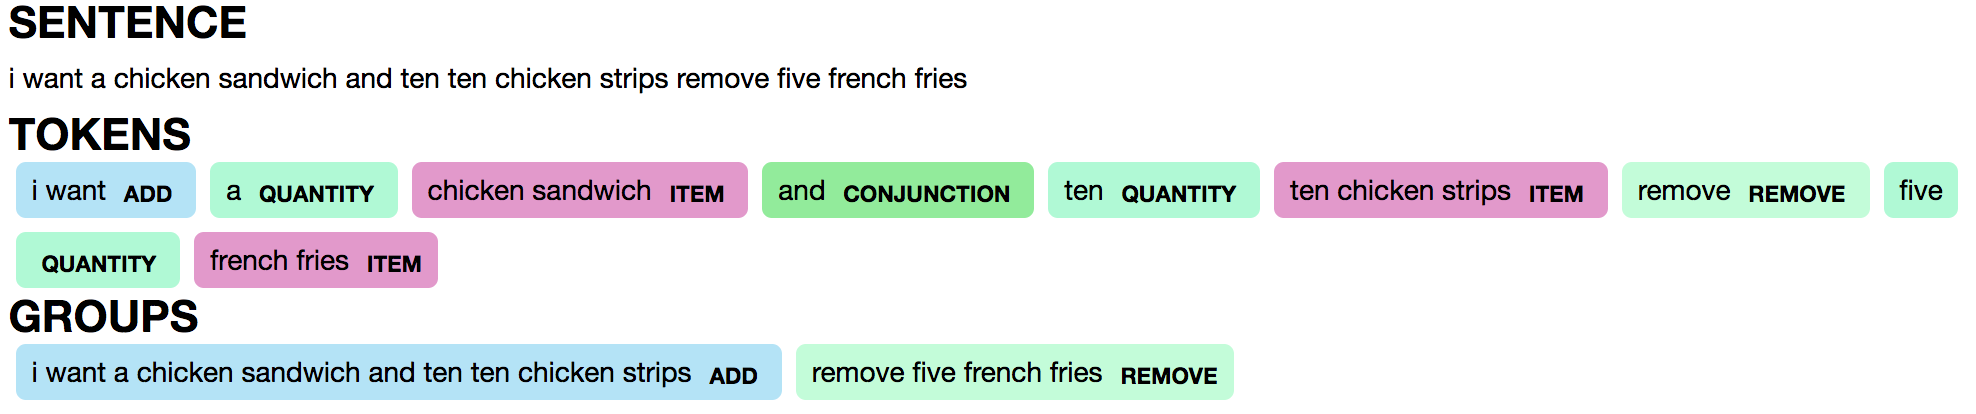 SENTENCE
i want a chicken sandwich and ten ten chicken strips remove five french fries
TOKENS
i want ADD a QUANTITY chicken sandwich ITEM and CONJUNCTION ten QUANTITY ten chicken strips ITEM remove REMOVE five
QUANTITY french fries ITEM
GROUPS
i want a chicken sandwich and ten ten chicken strips ADD remove five french fries REMOVE